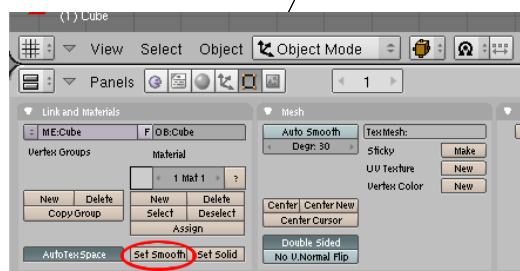 (1) Cube
View Select Object Object Mode
Panels 1
Link and Materials
Mesh
ME:Cube F OB:Cube
Vertex Groups Material
1 Mat 1 ?
New Delete New Delete
Copy Group Select Deselect
Assign
AutoTexSpace Set Smooth Set Solid
Auto Smooth TexMesh:
Degr: 30 Sticky Make
UV Texture New
Vertex Color New
Center Center New
Center Cursor
Double Sided
No V.Normal Flip